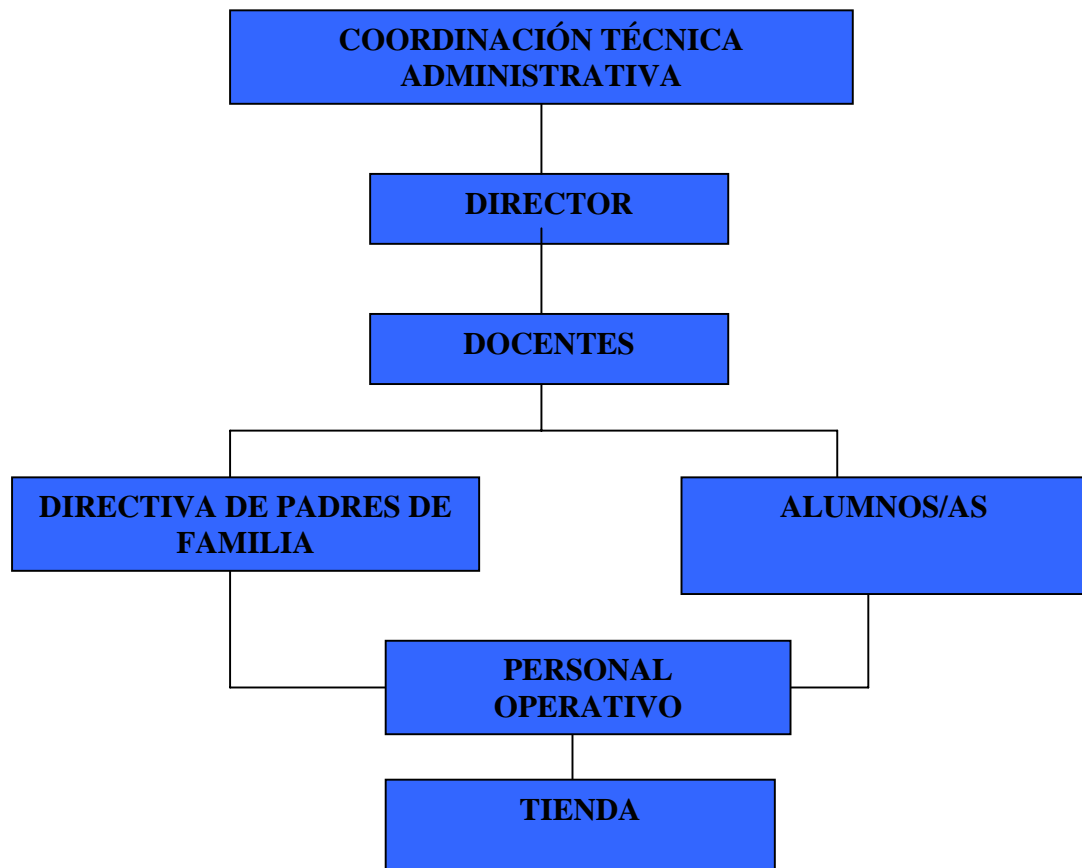 COORDINACIÓN TÉCNICA
ADMINISTRATIVA
DIRECTOR
DOCENTES
DIRECTIVA DE PADRES DE
FAMILIA
ALUMNOS/AS
PERSONAL
OPERATIVO
TIENDA